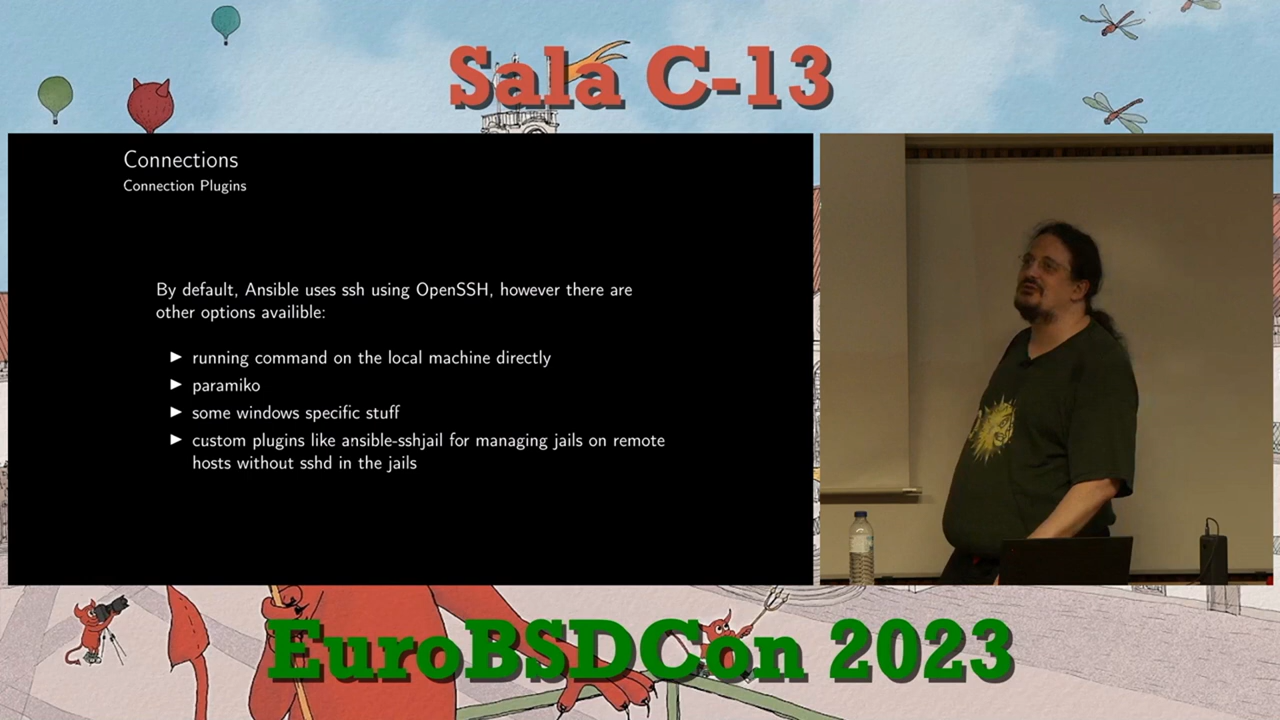 Sala C-13
Connections
Connection Plugins
By default, Ansible uses ssh using OpenSSH, however there are
other options availible:
► running command on the local machine directly
► paramiko
► some windows specific stuff
► custom plugins like ansible-sshjail for managing jails on remote
hosts without sshd in the jails
EuroBSDCon 2023